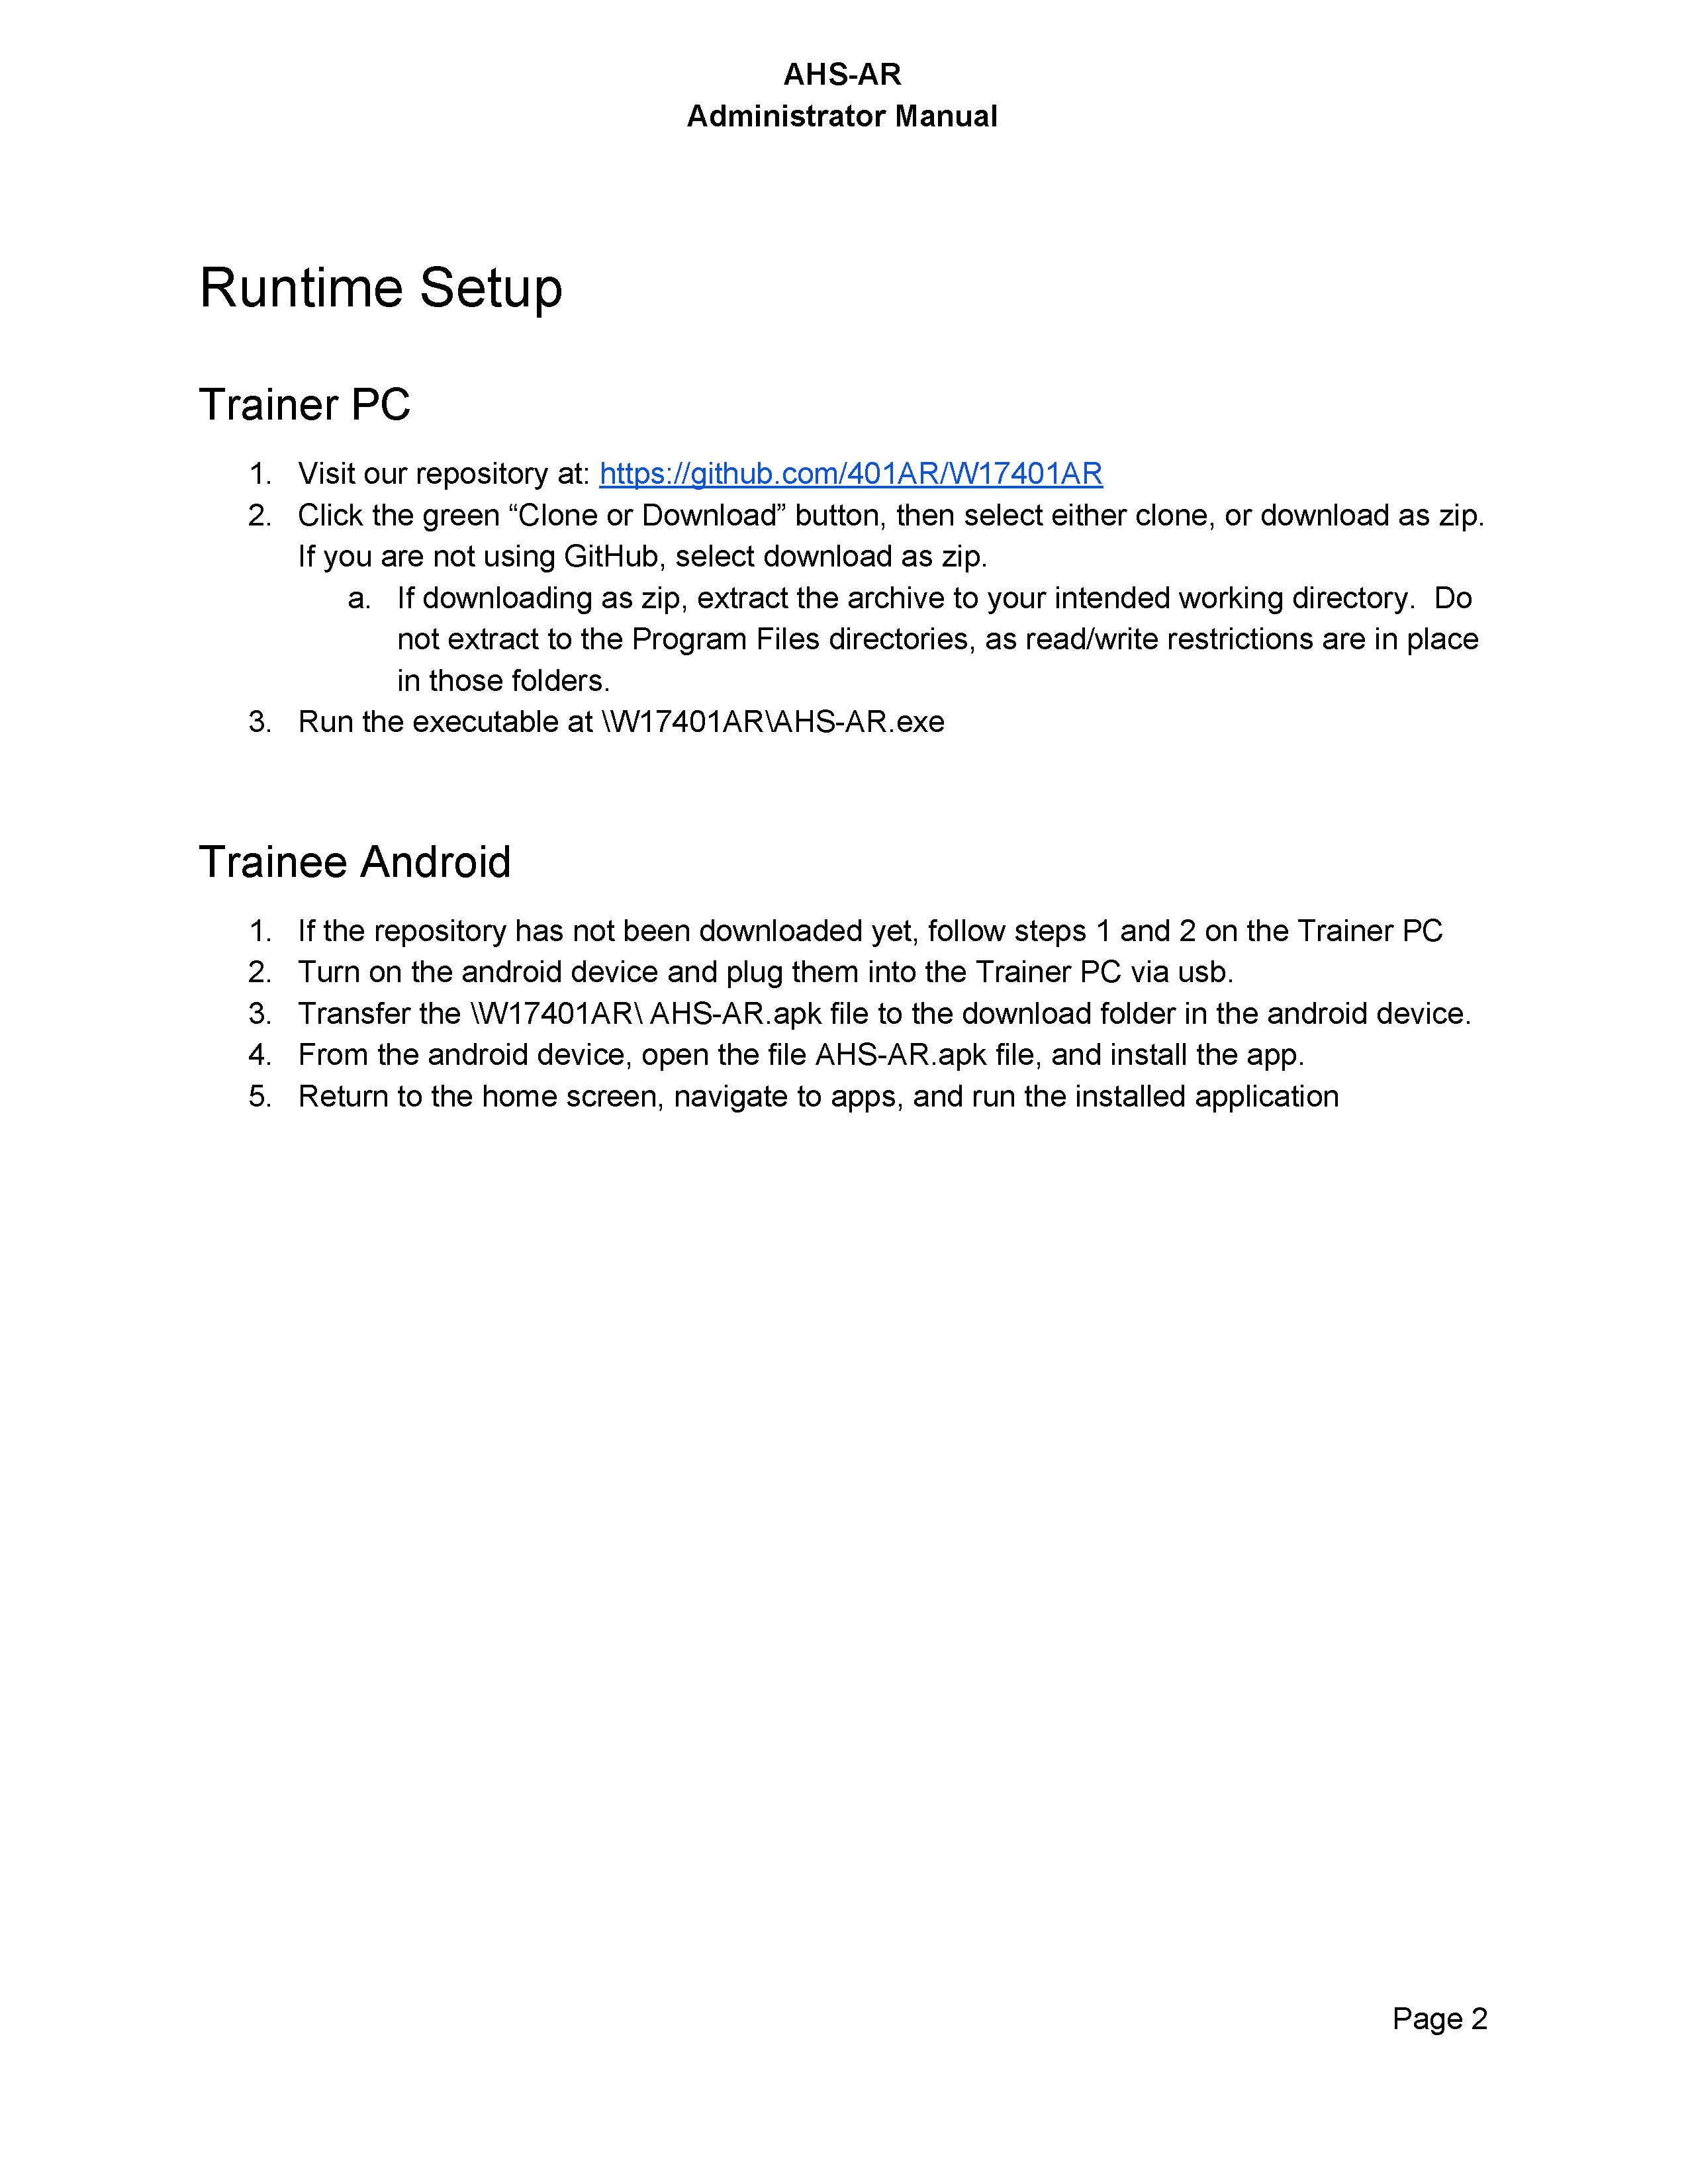 AHS-AR
Administrator Manual
Runtime Setup
Trainer PC
1. Visit our repository at: https://github.com/401AR/W17401AR
2. Click the green “Clone or Download” button, then select either clone, or download as zip.
If you are not using GitHub, select download as zip.
a. If downloading as zip, extract the archive to your intended working directory.  Do
not extract to the Program Files directories, as read/write restrictions are in place
in those folders.
3. Run the executable at \W17401AR\AHS-AR.exe
Trainee Android
1. If the repository has not been downloaded yet, follow steps 1 and 2 on the Trainer PC
2. Turn on the android device and plug them into the Trainer PC via usb.
3. Transfer the \W17401AR\ AHS-AR.apk file to the download folder in the android device.
4. From the android device, open the file AHS-AR.apk file, and install the app.
5. Return to the home screen, navigate to apps, and run the installed application
Page 2